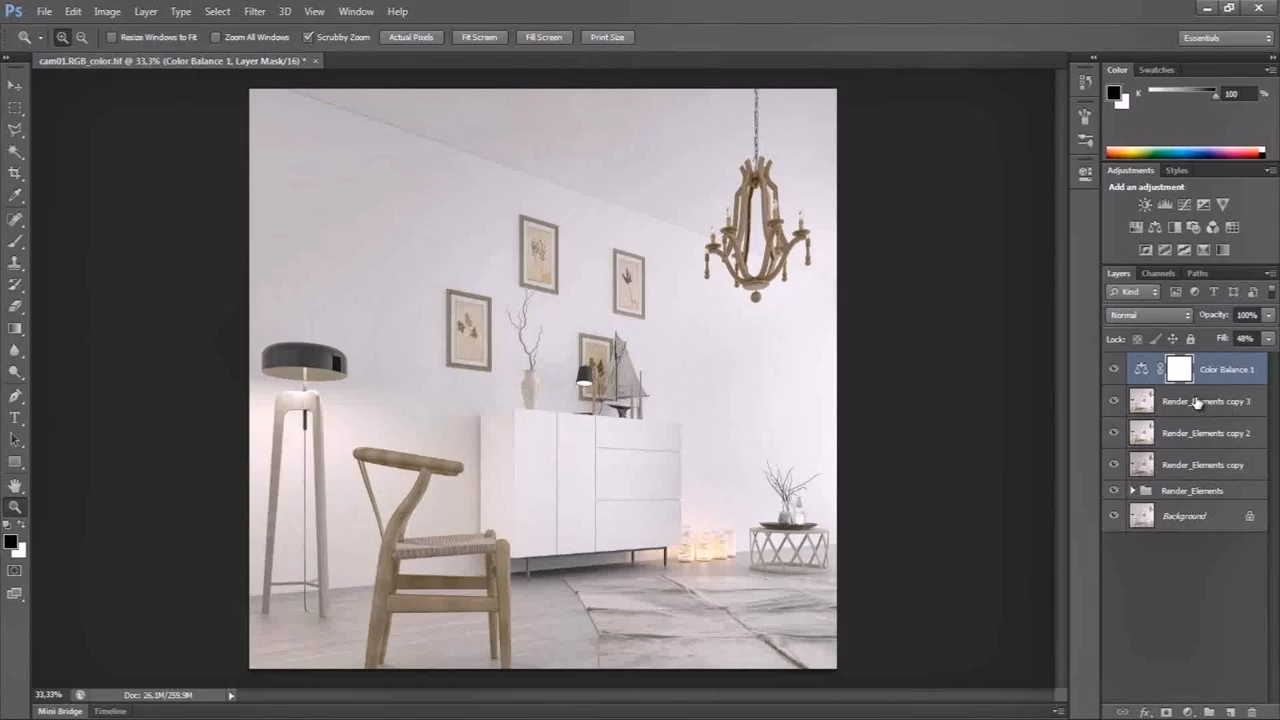 Ps File Edit Image Layer Type Select Filter 3D View Window Help
Resize Windows to Fit Zoom All Windows Scrubby Zoom Actual Pixels Fit Screen Fill Screen Print Size Essentials
cam01.RGB_color.tif @ 33,3% (Color Balance 1, Layer Mask/16) * ×
Color Swatches
K 100 %
Adjustments Styles
Add an adjustment
Layers Channels Paths
Kind
Normal Opacity: 100%
Lock: Fill: 48%
Color Balance 1
Render_Elements copy 3
Render_Elements copy 2
Render_Elements copy
Render_Elements
Background
33,33% Doc: 26,1M/259,9M
Mini Bridge Timeline